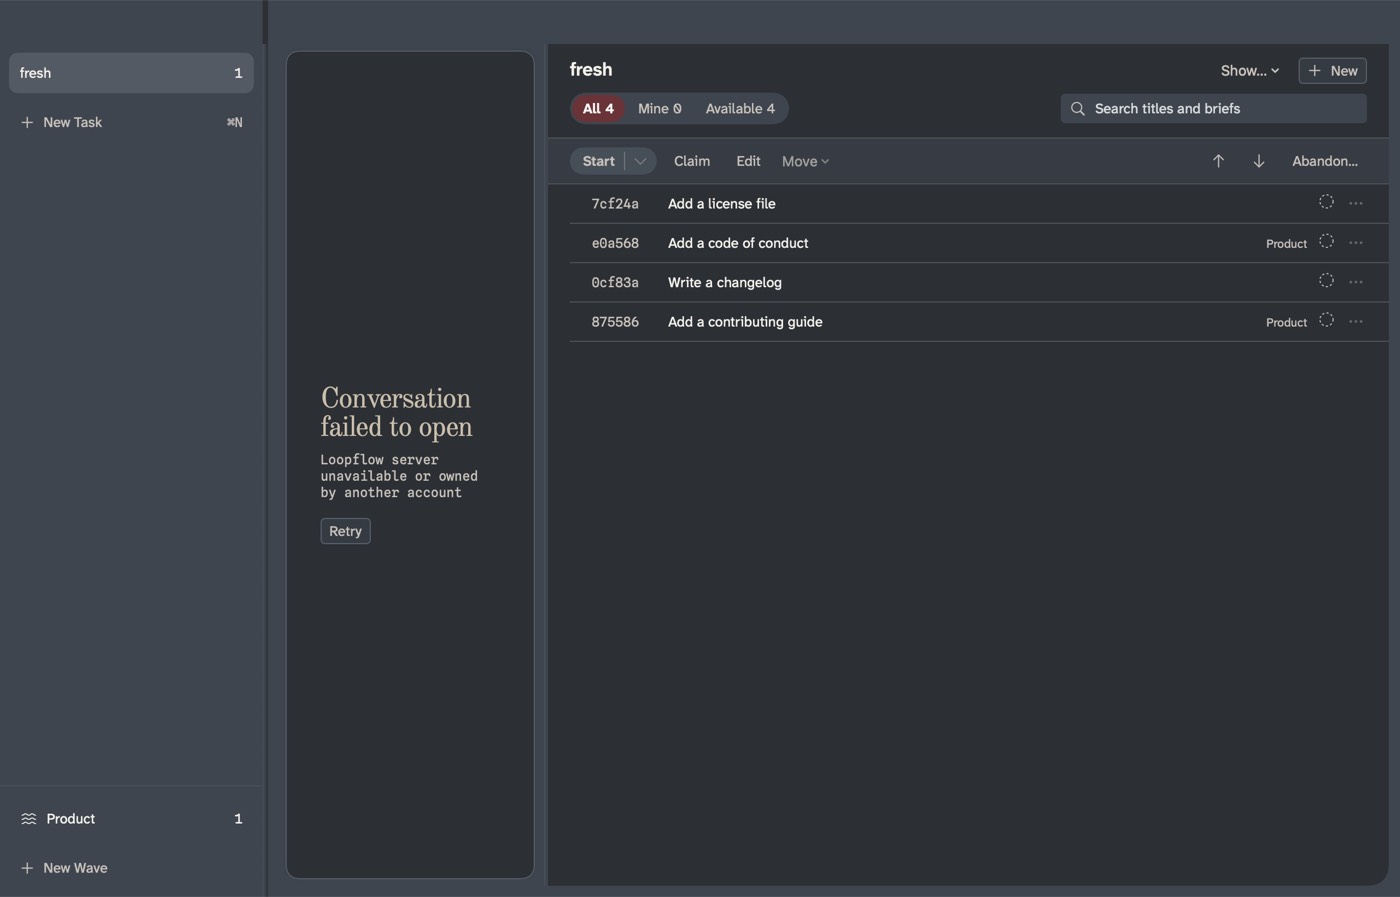 fresh 1
+ New Task ⌘N
Product 1
+ New Wave
Conversation
failed to open
Loopflow server
unavailable or owned
by another account
Retry
fresh
Show... + New
All 4 Mine 0 Available 4
Search titles and briefs
Start Claim Edit Move
Abandon...
7cf24a Add a license file
e0a568 Add a code of conduct Product
0cf83a Write a changelog
875586 Add a contributing guide Product